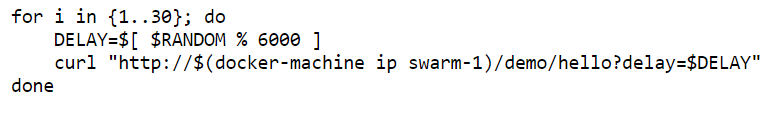 for i in {1..30}; do
    DELAY=$[ $RANDOM % 6000 ]
    curl "http://$(docker-machine ip swarm-1)/demo/hello?delay=$DELAY"
done